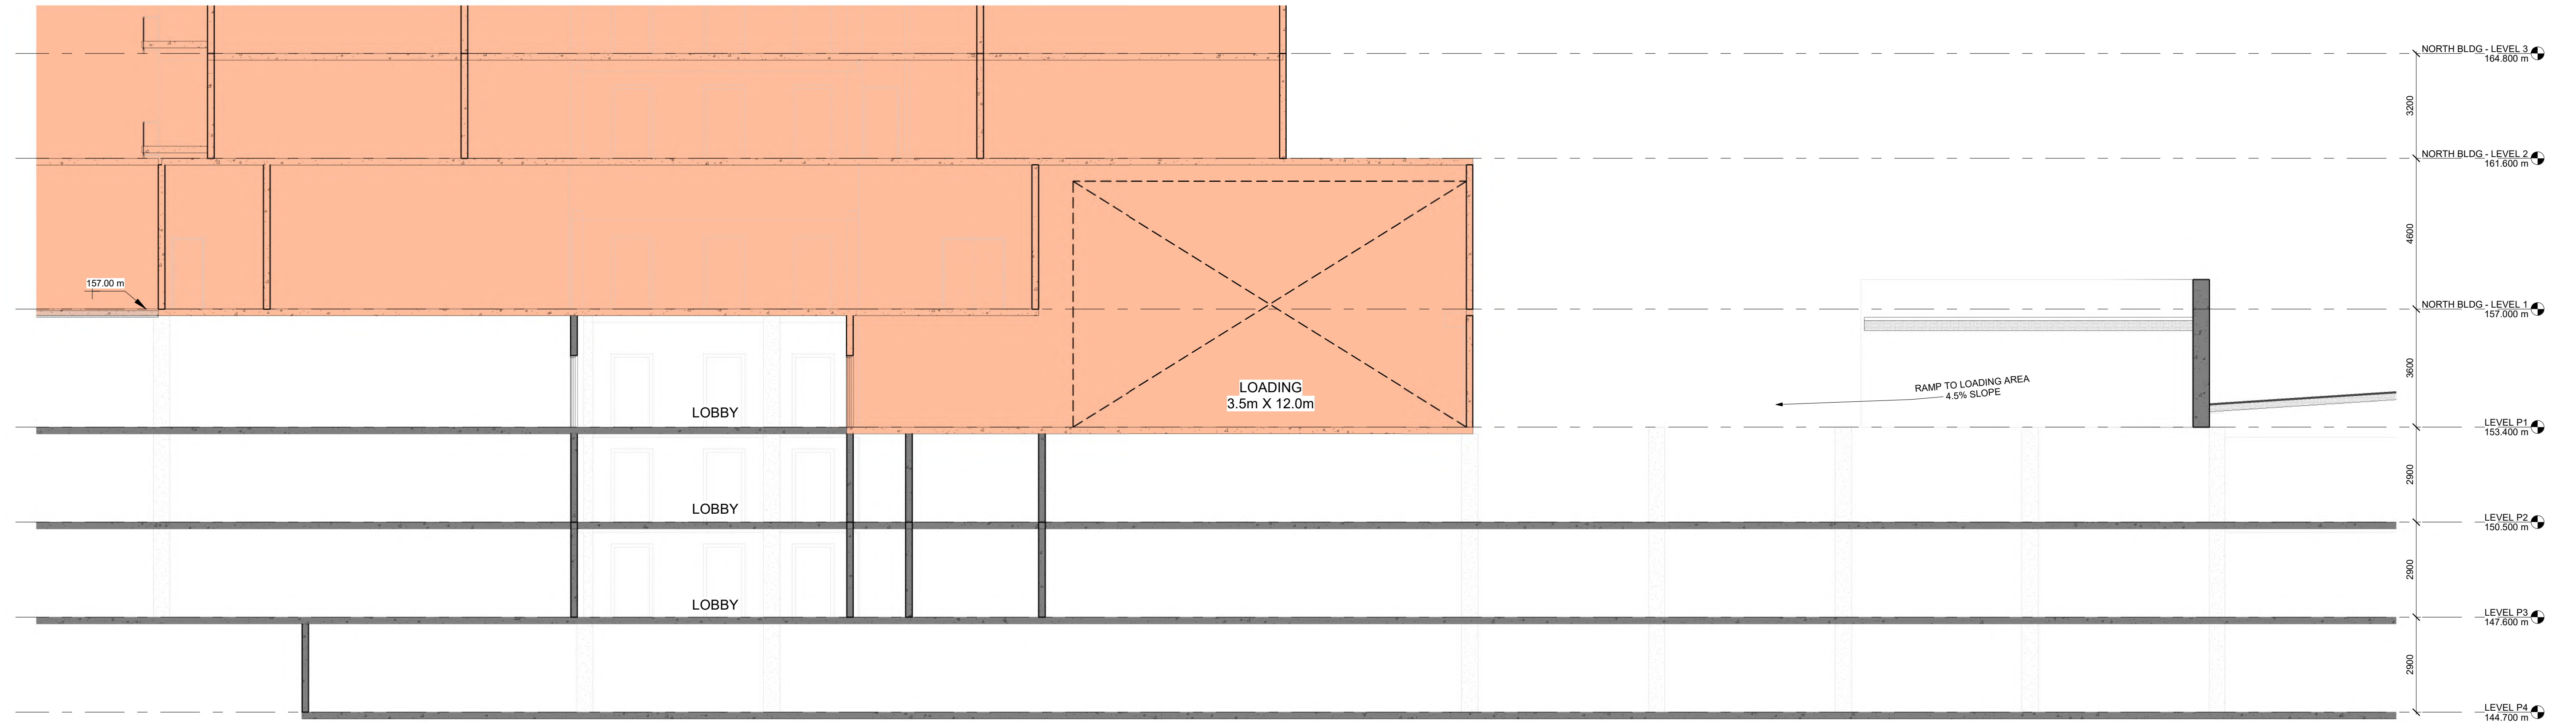 NORTH BLDG - LEVEL 3
164.800 m
3200
NORTH BLDG - LEVEL 2
161.600 m
4600
157.00 m
NORTH BLDG - LEVEL 1
157.000 m
3600
LOADING
3.5m X 12.0m
RAMP TO LOADING AREA
4.5% SLOPE
LOBBY
LEVEL P1
153.400 m
2900
LOBBY
LEVEL P2
150.500 m
2900
LOBBY
LEVEL P3
147.600 m
2900
LEVEL P4
144.700 m